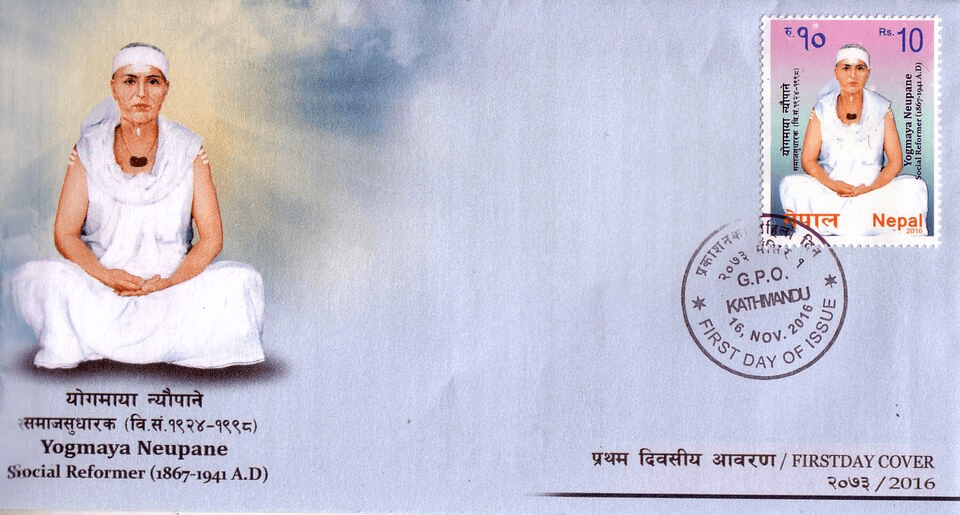 योगमाया न्यौपाने
समाजसुधारक (वि.सं.१९२४-१९९८)
Yogmaya Neupane
Social Reformer (1867-1941 A.D)
रु.१० Rs.10
योगमाया न्यौपाने
समाजसुधारक (वि.सं.१९२४-१९९८)
Yogmaya Neupane
Social Reformer (1867-1941 A.D)
नेपाल Nepal
2016
प्रकाशनको पहिलो दिन
२०७३ मंसिर १
G.P.O.
KATHMANDU
16, NOV. 2016
FIRST DAY OF ISSUE
प्रथम दिवसीय आवरण / FIRSTDAY COVER
२०७३ / 2016